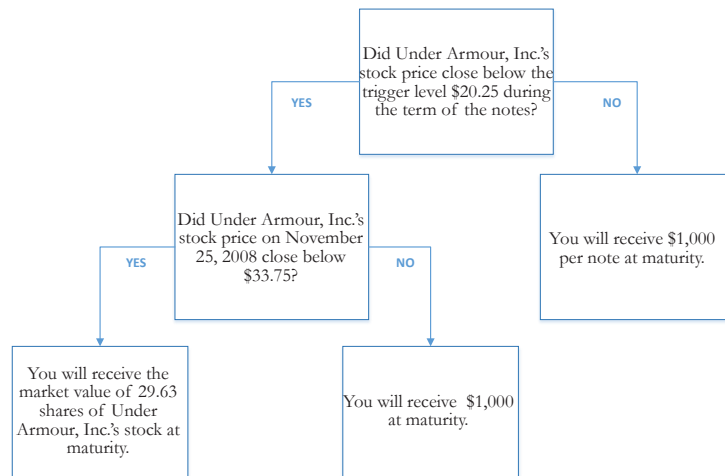 Did Under Armour, Inc.'s
stock price close below the
trigger level $20.25 during
the term of the notes?
YES
NO
Did Under Armour, Inc.'s
stock price on November
25, 2008 close below
$33.75?
You will receive $1,000
per note at maturity.
YES
NO
You will receive the
market value of 29.63
shares of Under
Armour, Inc.'s stock at
maturity.
You will receive $1,000
at maturity.